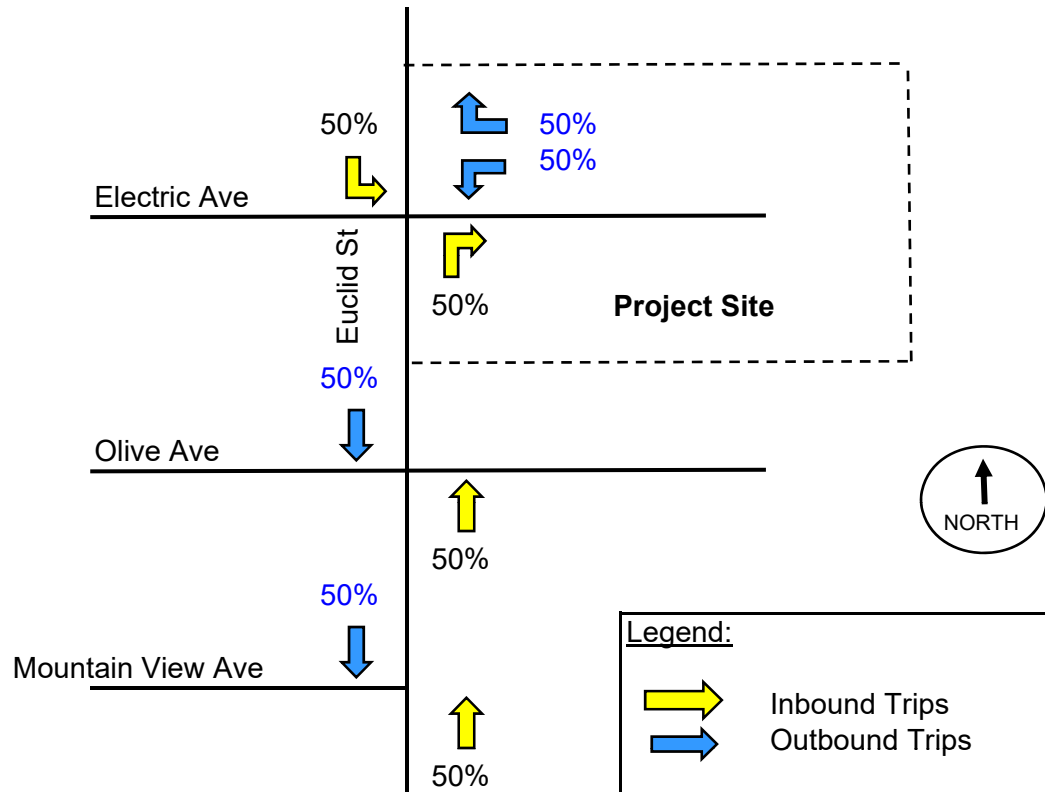 50%
50%
50%
Electric Ave
Euclid St
50%
Project Site
50%
Olive Ave
NORTH
50%
50%
Legend:
Mountain View Ave
Inbound Trips
Outbound Trips
50%